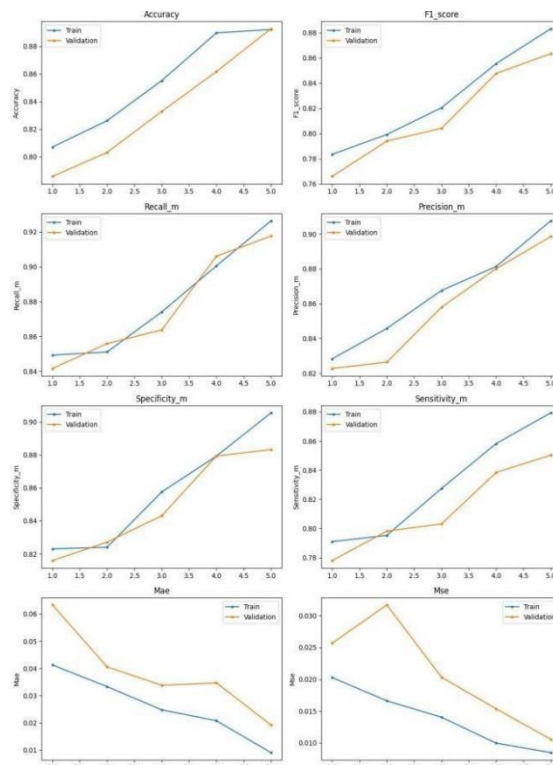 Accuracy
Train
Validation
Accuracy
0.88
0.86
0.84
0.82
0.80
1.0 1.5 2.0 2.5 3.0 3.5 4.0 4.5 5.0
F1_score
Train
Validation
F1_score
0.88
0.86
0.84
0.82
0.80
0.78
0.76
1.0 1.5 2.0 2.5 3.0 3.5 4.0 4.5 5.0
Recall_m
Train
Validation
Recall_m
0.92
0.90
0.88
0.86
0.84
1.0 1.5 2.0 2.5 3.0 3.5 4.0 4.5 5.0
Precision_m
Train
Validation
Precision_m
0.90
0.88
0.86
0.84
0.82
1.0 1.5 2.0 2.5 3.0 3.5 4.0 4.5 5.0
Specificity_m
Train
Validation
Specificity_m
0.90
0.88
0.86
0.84
0.82
1.0 1.5 2.0 2.5 3.0 3.5 4.0 4.5 5.0
Sensitivity_m
Train
Validation
Sensitivity_m
0.88
0.86
0.84
0.82
0.80
0.78
1.0 1.5 2.0 2.5 3.0 3.5 4.0 4.5 5.0
Mae
Train
Validation
Mae
0.06
0.05
0.04
0.03
0.02
0.01
Mse
Train
Validation
Mse
0.030
0.025
0.020
0.015
0.010